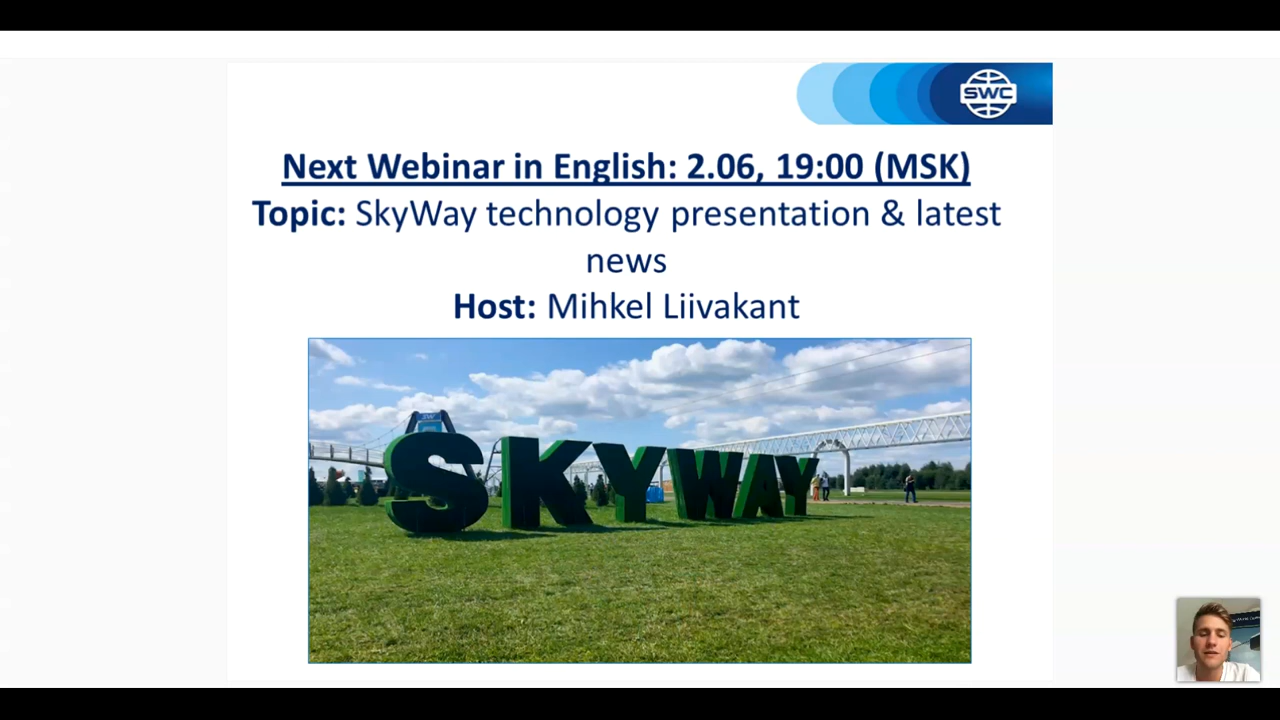 SWC
Next Webinar in English: 2.06, 19:00 (MSK)
Topic: SkyWay technology presentation & latest
news
Host: Mihkel Liivakant
SKYWAY